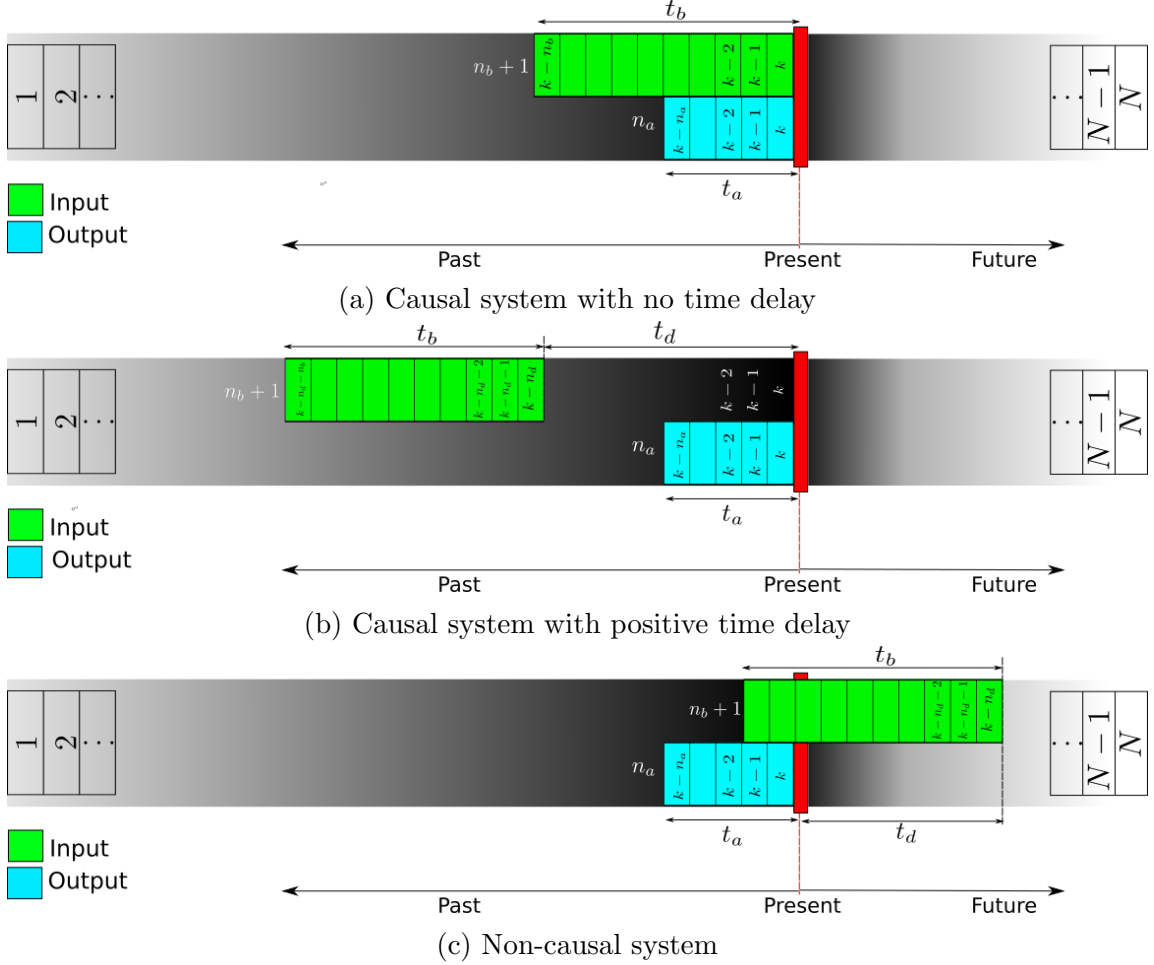 t_b
1 2 ⋯
n_b + 1 k − n_b k − 2 k − 1 k
n_a k − n_a k − 2 k − 1 k
⋯ N − 1 N
t_a
Input
Output
Past Present Future
(a) Causal system with no time delay
t_b t_d
1 2 ⋯
n_b + 1 k − n_d − n_b k − n_d − 2 k − n_d − 1 k − n_d k − 2 k − 1 k
n_a k − n_a k − 2 k − 1 k
⋯ N − 1 N
t_a
Input
Output
Past Present Future
(b) Causal system with positive time delay
t_b
1 2 ⋯
n_b + 1 k − n_d − 2 k − n_d − 1 k − n_d
n_a k − n_a k − 2 k − 1 k
⋯ N − 1 N
t_a t_d
Input
Output
Past Present Future
(c) Non-causal system